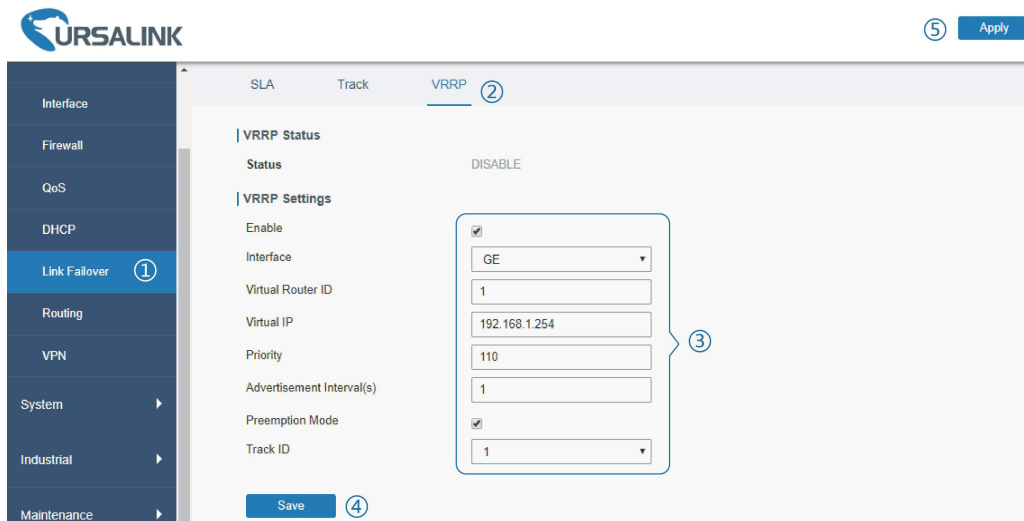 URSALINK
⑤ Apply
SLA Track VRRP ②
Interface
Firewall
QoS
DHCP
Link Failover ①
Routing
VPN
System
Industrial
Maintenance
VRRP Status
Status DISABLE
VRRP Settings
Enable
Interface GE
Virtual Router ID 1
Virtual IP 192.168.1.254
Priority 110
Advertisement Interval(s) 1
Preemption Mode
Track ID 1
③
Save ④